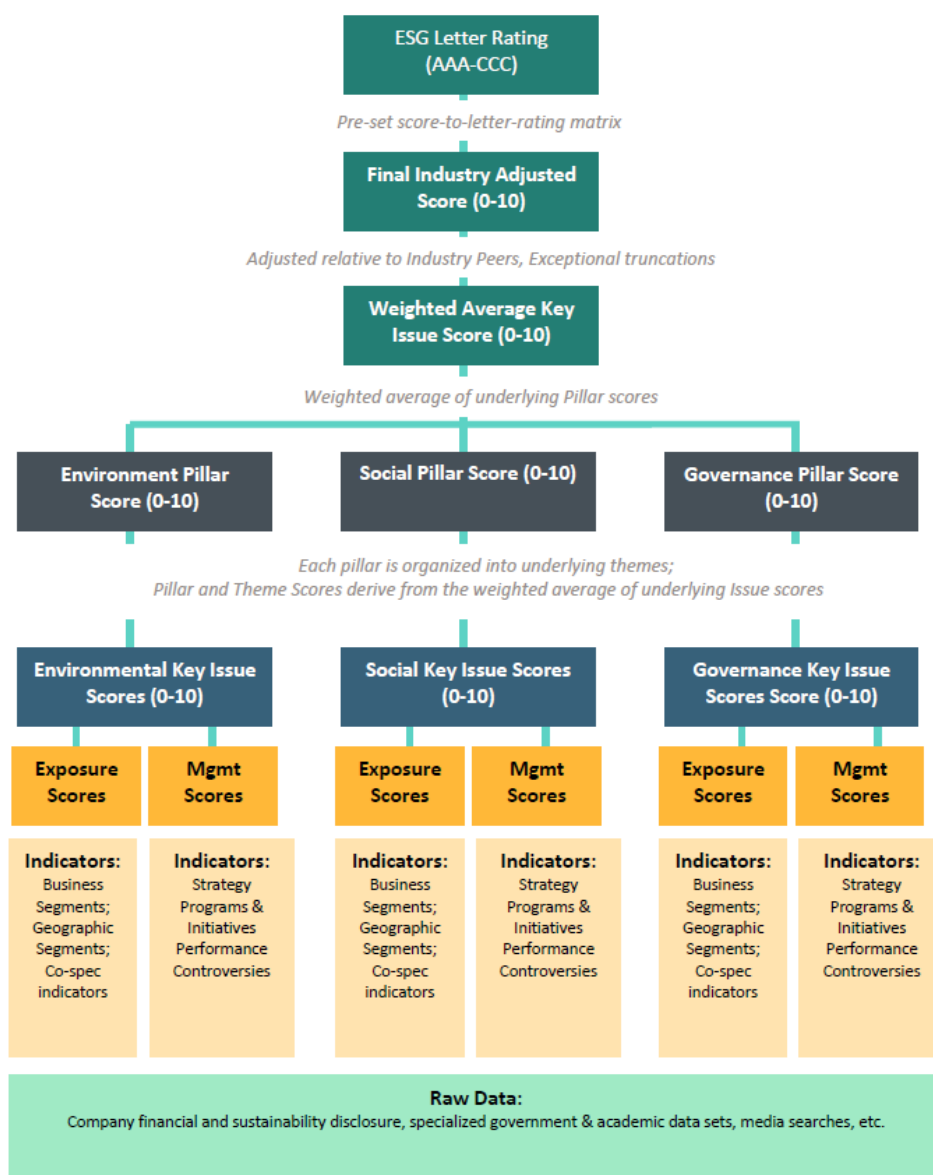 ESG Letter Rating
(AAA-CCC)
Pre-set score-to-letter-rating matrix
Final Industry Adjusted
Score (0-10)
Adjusted relative to Industry Peers, Exceptional truncations
Weighted Average Key
Issue Score (0-10)
Weighted average of underlying Pillar scores
Environment Pillar
Score (0-10)
Social Pillar Score (0-10)
Governance Pillar Score
(0-10)
Each pillar is organized into underlying themes;
Pillar and Theme Scores derive from the weighted average of underlying Issue scores
Environmental Key Issue
Scores (0-10)
Social Key Issue Scores
(0-10)
Governance Key Issue
Scores Score (0-10)
Exposure
Scores
Mgmt
Scores
Exposure
Scores
Mgmt
Scores
Exposure
Scores
Mgmt
Scores
Indicators:
Business
Segments;
Geographic
Segments;
Co-spec
indicators
Indicators:
Strategy
Programs &
Initiatives
Performance
Controversies
Indicators:
Business
Segments;
Geographic
Segments;
Co-spec
indicators
Indicators:
Strategy
Programs &
Initiatives
Performance
Controversies
Indicators:
Business
Segments;
Geographic
Segments;
Co-spec
indicators
Indicators:
Strategy
Programs &
Initiatives
Performance
Controversies
Raw Data:
Company financial and sustainability disclosure, specialized government & academic data sets, media searches, etc.